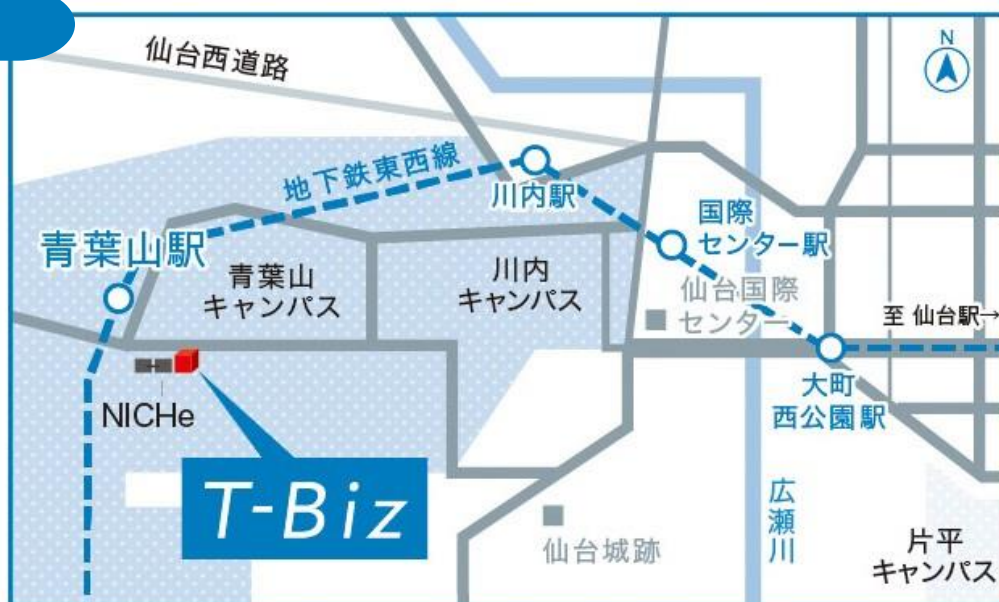 仙台西道路
N
地下鉄東西線
川内駅
国際
センター駅
青葉山駅
青葉山
キャンパス
川内
キャンパス
仙台国際
センター
至 仙台駅→
大町
西公園駅
NICHe
T-Biz
広瀬川
仙台城跡
片平
キャンパス